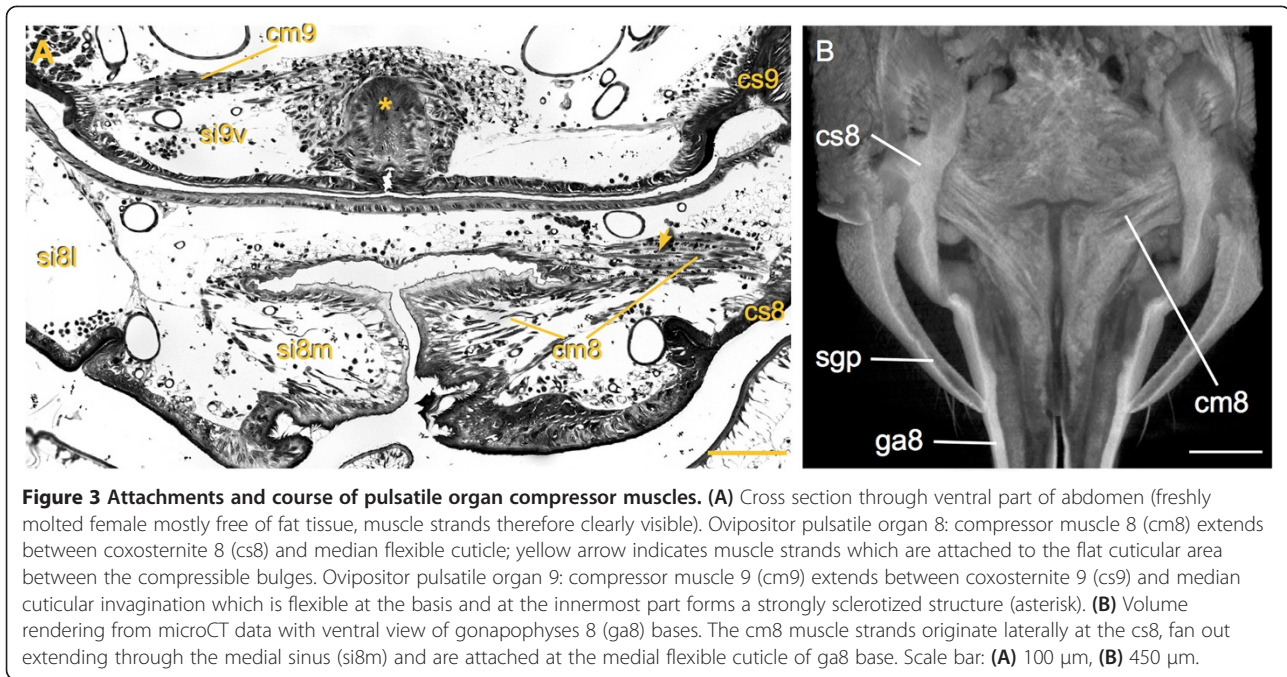 A
cm9
*
cs9
si9v
si8l
cs8
si8m
cm8
B
cs8
sgp
cm8
ga8
Figure 3 Attachments and course of pulsatile organ compressor muscles. (A) Cross section through ventral part of abdomen (freshly
molted female mostly free of fat tissue, muscle strands therefore clearly visible). Ovipositor pulsatile organ 8: compressor muscle 8 (cm8) extends
between coxosternite 8 (cs8) and median flexible cuticle; yellow arrow indicates muscle strands which are attached to the flat cuticular area
between the compressible bulges. Ovipositor pulsatile organ 9: compressor muscle 9 (cm9) extends between coxosternite 9 (cs9) and median
cuticular invagination which is flexible at the basis and at the innermost part forms a strongly sclerotized structure (asterisk). (B) Volume
rendering from microCT data with ventral view of gonapophyses 8 (ga8) bases. The cm8 muscle strands originate laterally at the cs8, fan out
extending through the medial sinus (si8m) and are attached at the medial flexible cuticle of ga8 base. Scale bar: (A) 100 μm, (B) 450 μm.